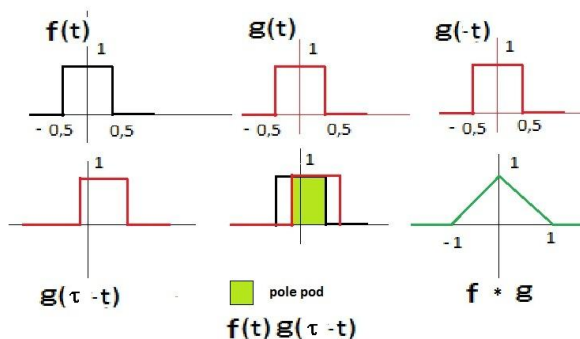 f(t)
g(t)
g(-t)
1
1
1
- 0,5 0,5
- 0,5 0,5
- 0,5 0,5
1
1
1
-1 1
g(τ -t)
pole pod
f * g
f(t) g(τ -t)